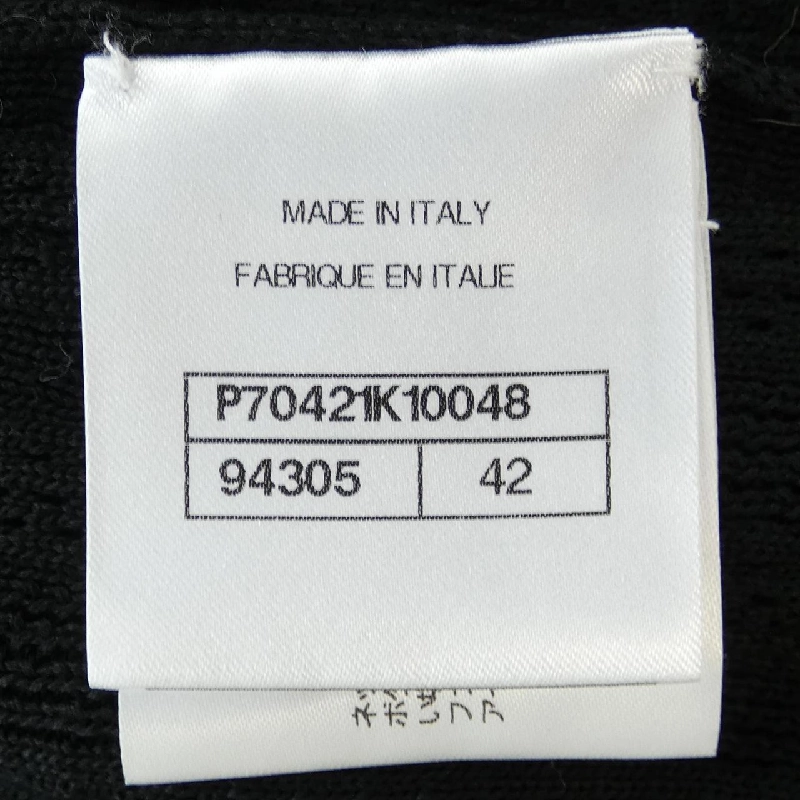 MADE IN ITALY
FABRIQUE EN ITALIE
P70421K10048
94305 42